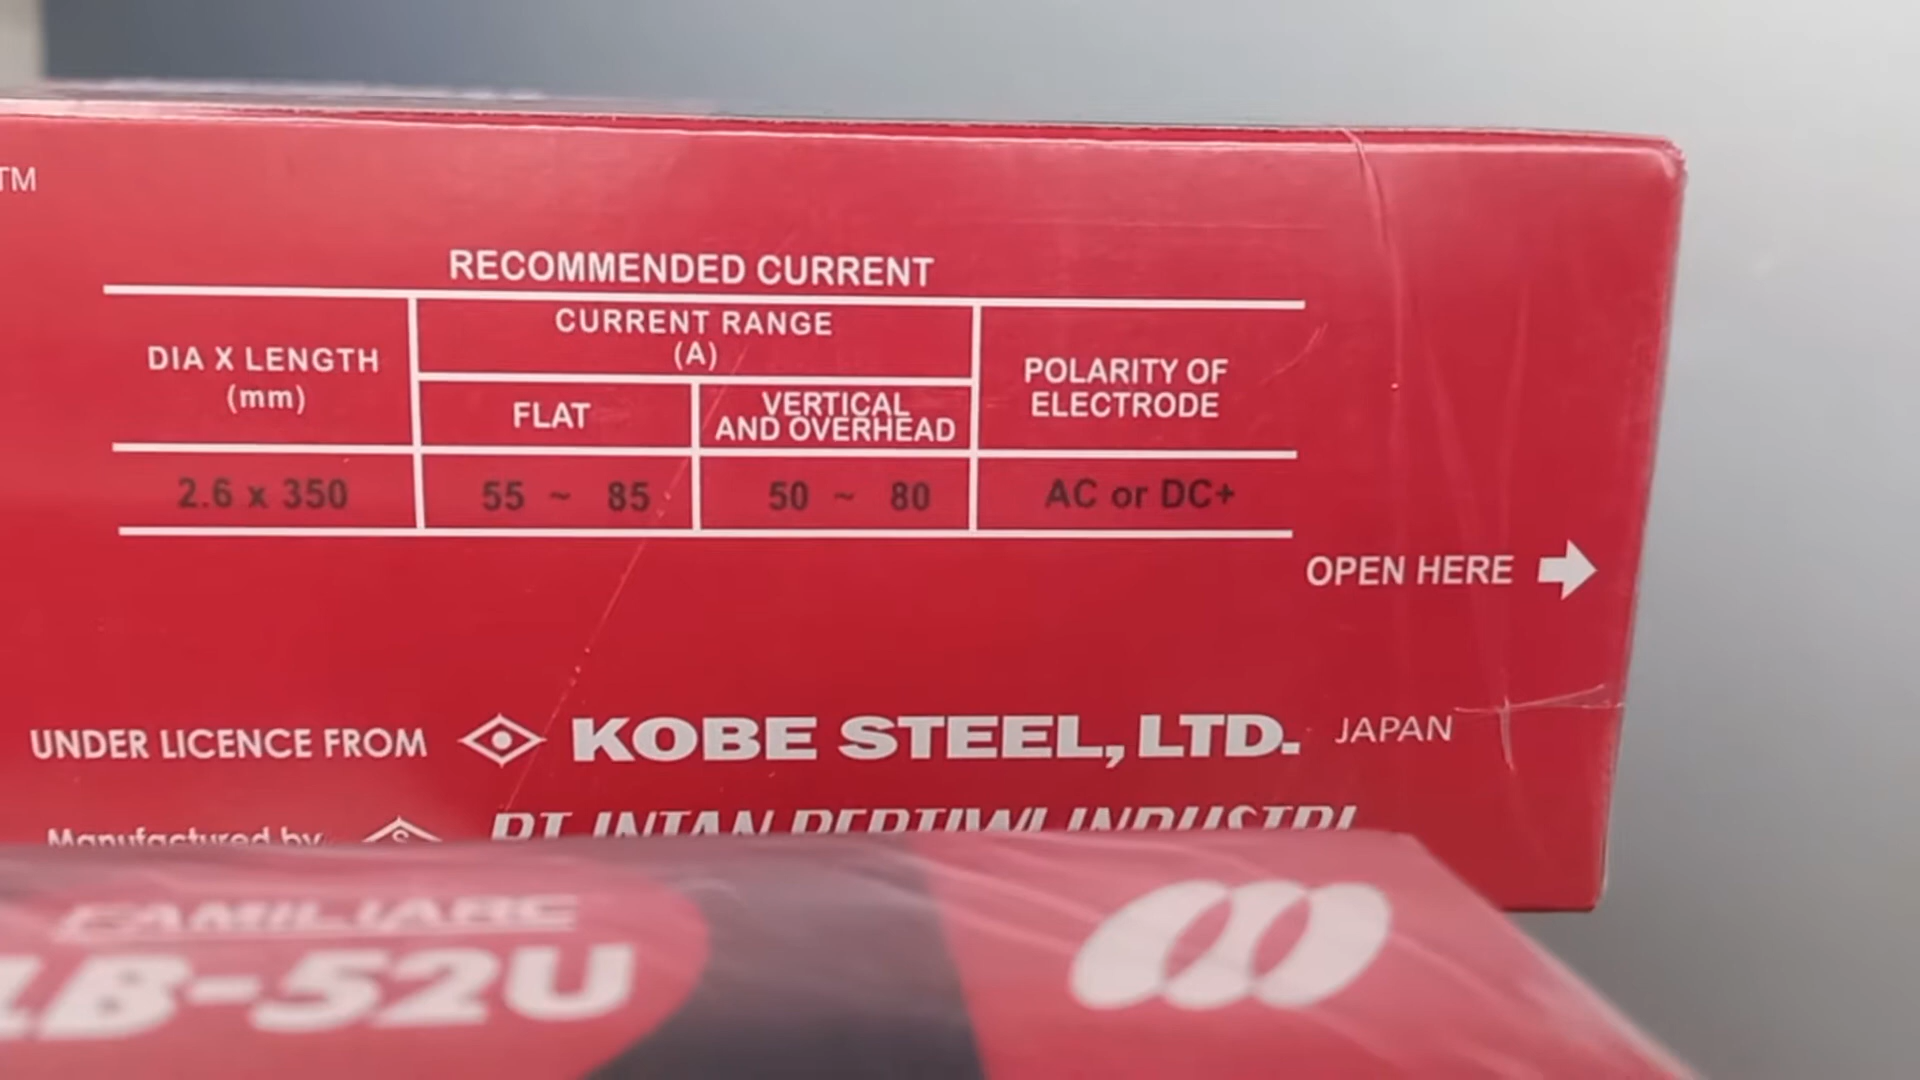 TM
RECOMMENDED CURRENT
DIA X LENGTH
(mm)
CURRENT RANGE
(A)
FLAT
VERTICAL
AND OVERHEAD
POLARITY OF
ELECTRODE
2.6 x 350
55 ~ 85
50 ~ 80
AC or DC+
OPEN HERE
UNDER LICENCE FROM KOBE STEEL, LTD. JAPAN
Manufactured by S PT INTAN PERTIWI INDUSTRI
FAMILIARC
LB-52U